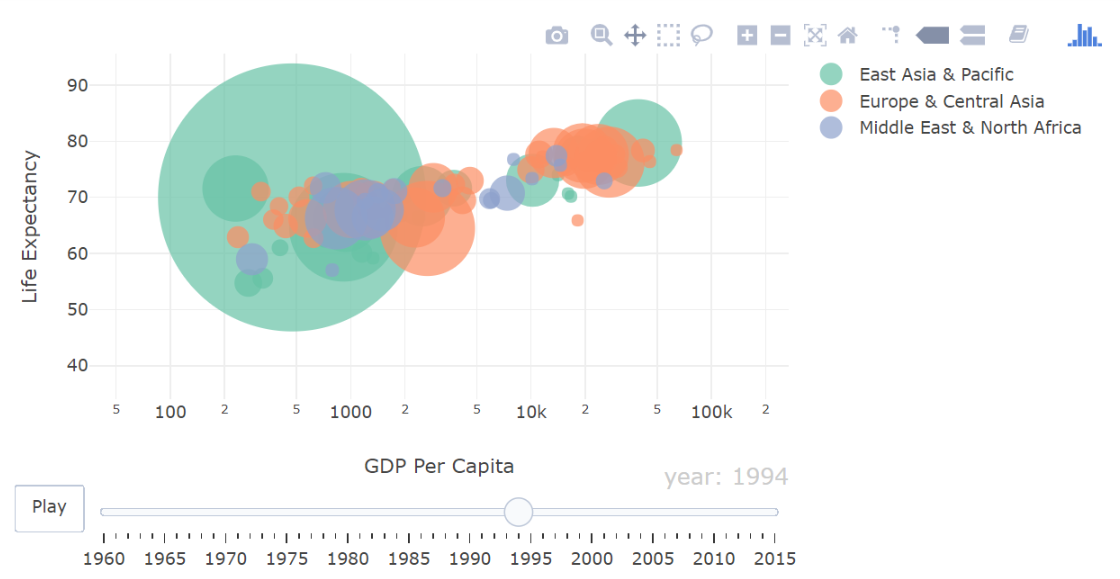 East Asia & Pacific
Europe & Central Asia
Middle East & North Africa
90
80
70
60
50
40
Life Expectancy
5 100 2 5 1000 2 5 10k 2 5 100k 2
GDP Per Capita
year: 1994
Play
1960 1965 1970 1975 1980 1985 1990 1995 2000 2005 2010 2015